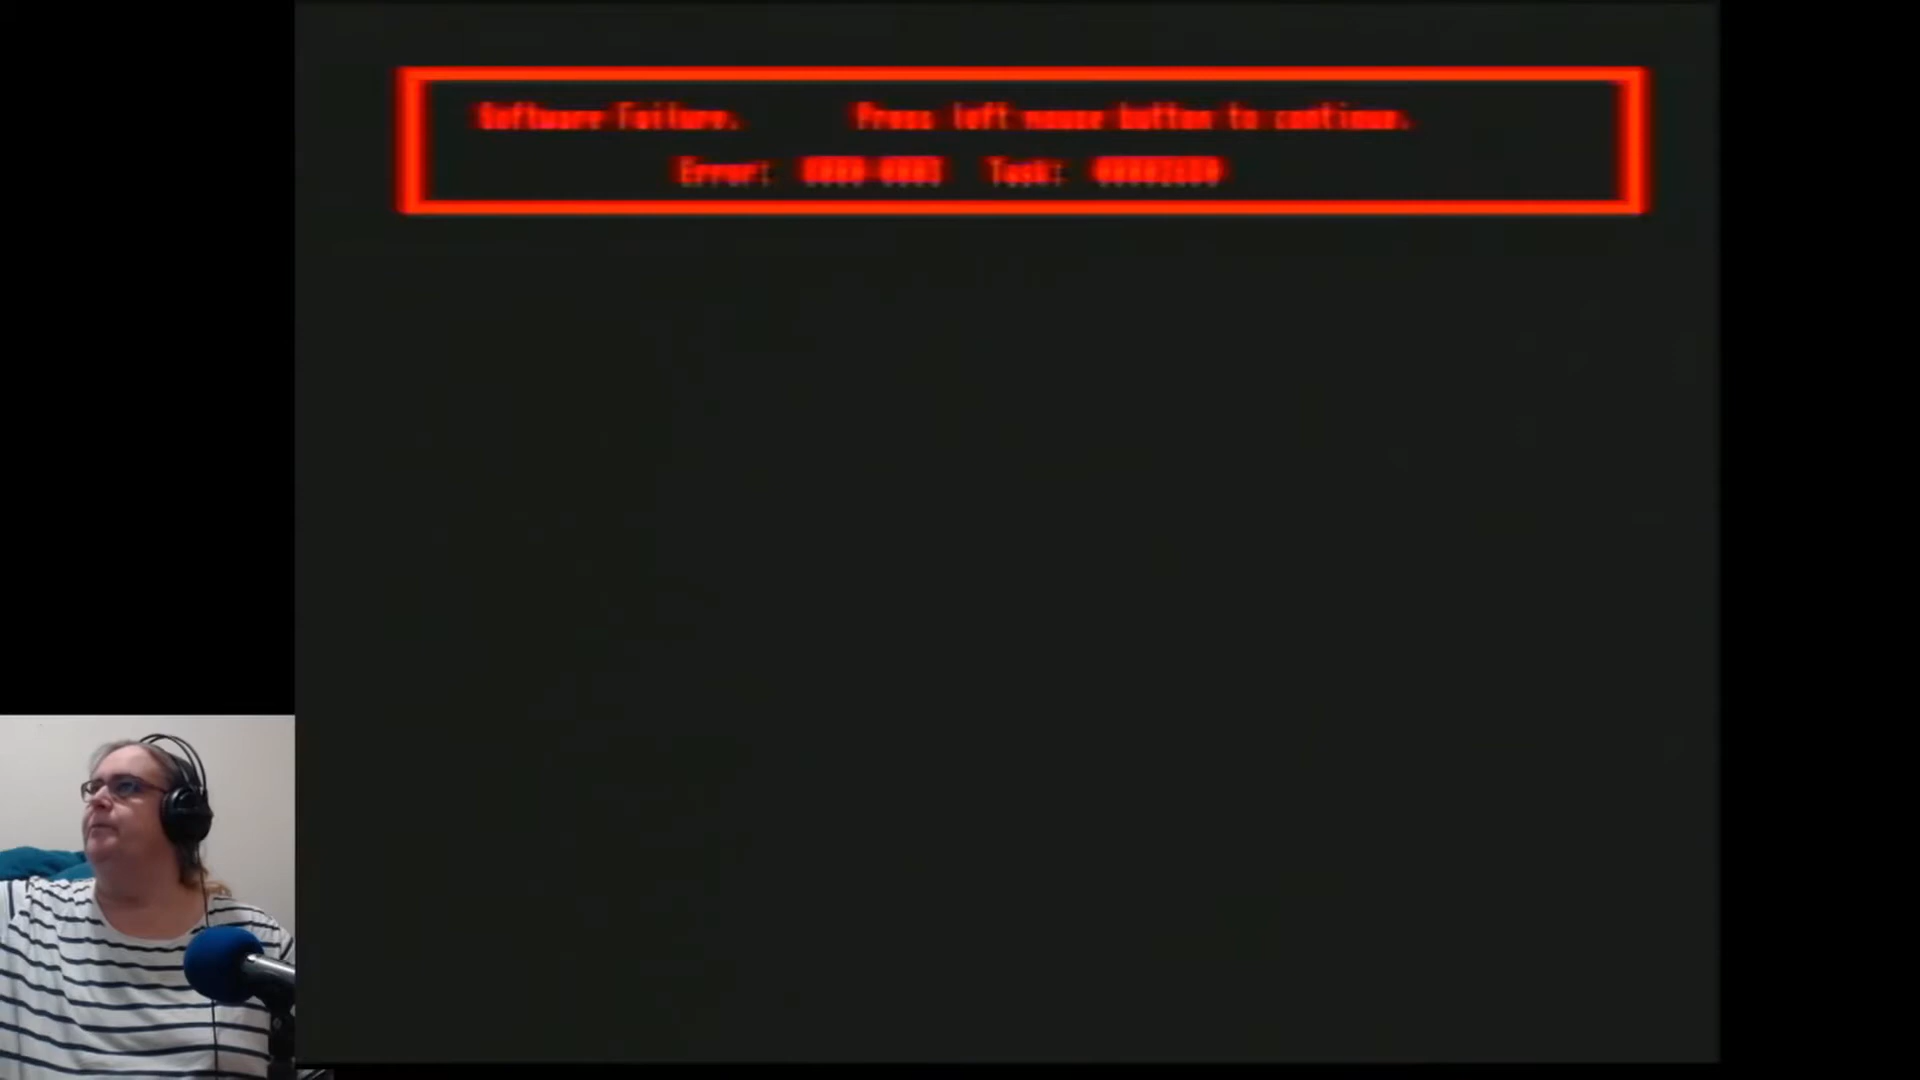 Software Failure. Press left mouse button to continue.
Error: Task: